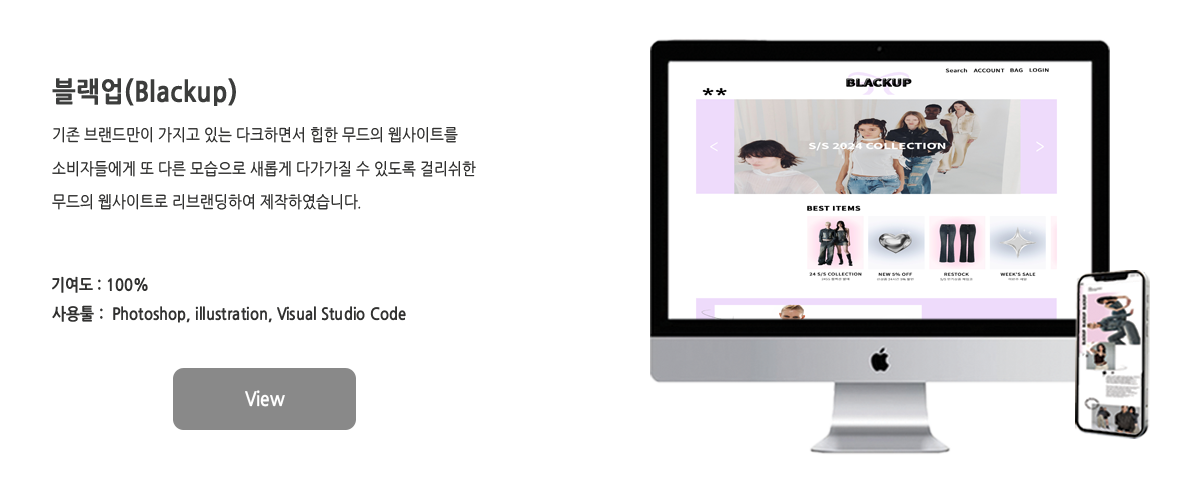 블랙업(Blackup)
기존 브랜드만이 가지고 있는 다크하면서 힙한 무드의 웹사이트를
소비자들에게 또 다른 모습으로 새롭게 다가가질 수 있도록 걸리쉬한
무드의 웹사이트로 리브랜딩하여 제작하였습니다.
기여도 : 100%
사용툴 : Photoshop, illustration, Visual Studio Code
View
Search ACCOUNT BAG LOGIN
BLACKUP
**
< S/S 2024 COLLECTION >
BEST ITEMS
24 S/S COLLECTION NEW 5% OFF RESTOCK WEEK'S SALE